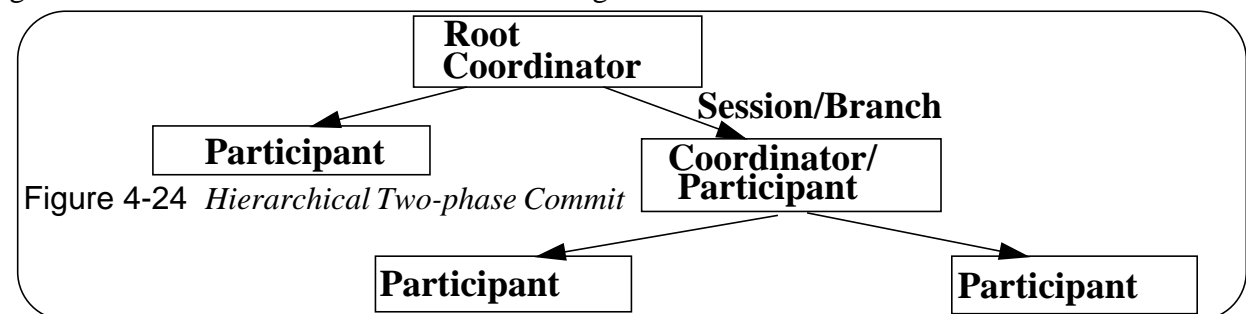 Root
Coordinator
Session/Branch
Participant
Coordinator/
Participant
Figure 4-24 Hierarchical Two-phase Commit
Participant
Participant